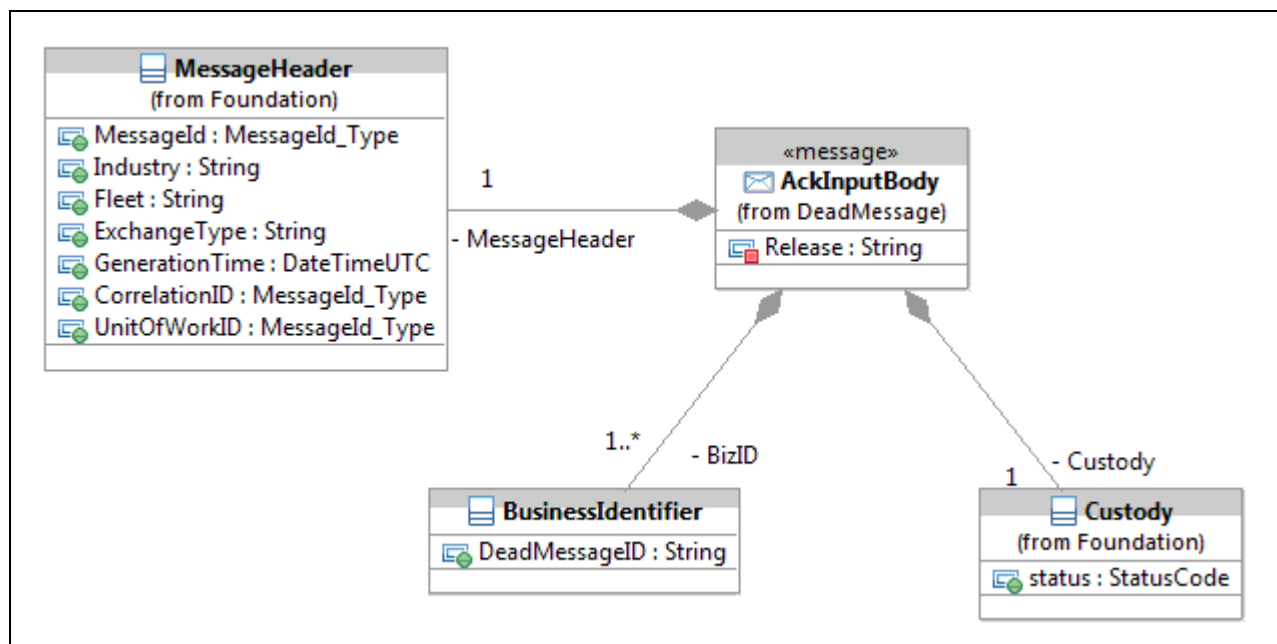 MessageHeader
(from Foundation)
MessageId : MessageId_Type
Industry : String
Fleet : String
ExchangeType : String
GenerationTime : DateTimeUTC
CorrelationID : MessageId_Type
UnitOfWorkID : MessageId_Type
1
- MessageHeader
«message»
AckInputBody
(from DeadMessage)
Release : String
1..*
- BizID
BusinessIdentifier
DeadMessageID : String
- Custody
1
Custody
(from Foundation)
status : StatusCode